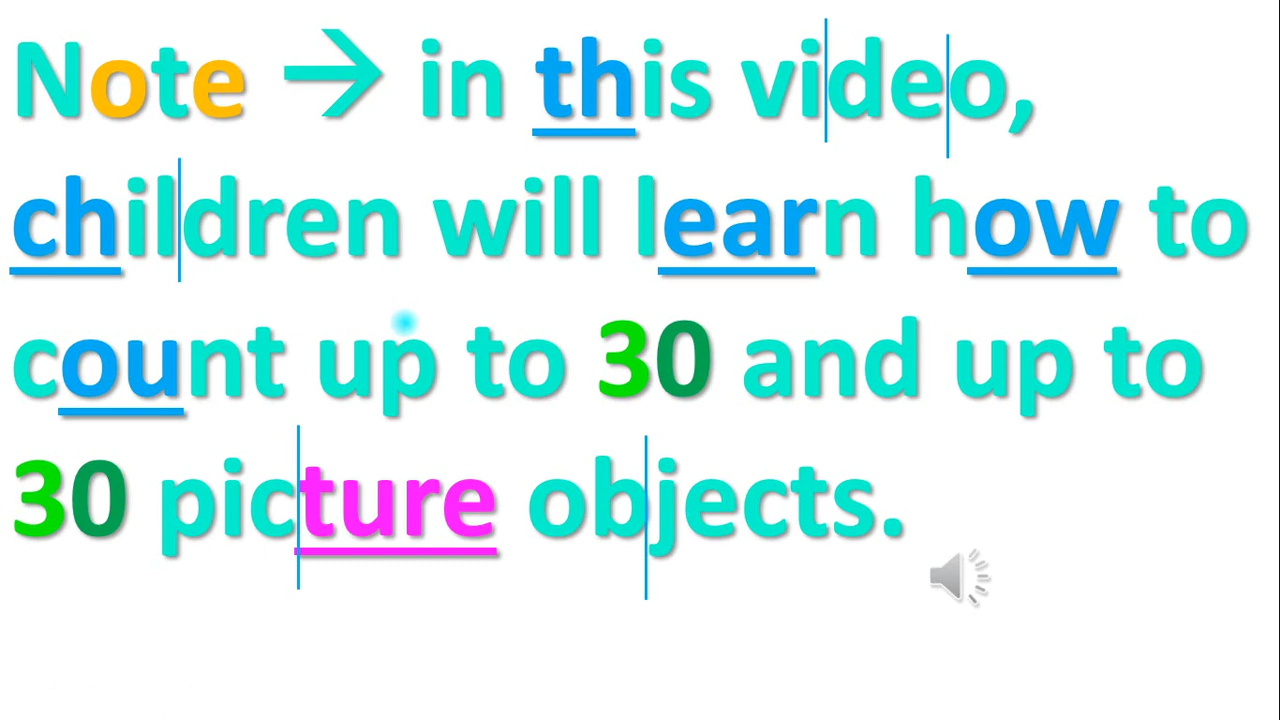 Note → in this video,
children will learn how to
count up to 30 and up to
30 picture objects.